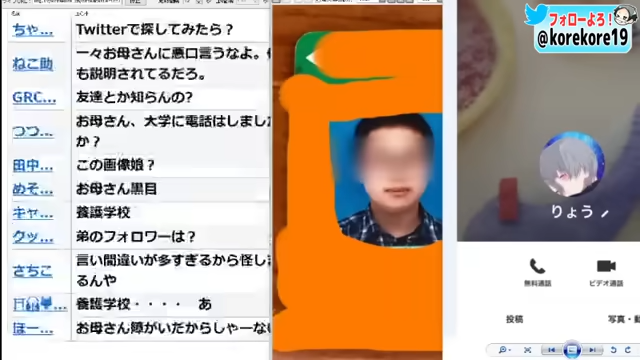 ちゃ... Twitterで探してみたら？
一々お母さんに悪口言うなよ。
ねこ助 も説明されてるだろ。
GRC... 友達とか知らんの？
お母さん、大学に電話はしました
つつ... か？
田中... この画像娘？
めそ... お母さん黒目
キャ... 養護学校
クッ... 弟のフォロワーは？
言い間違いが多すぎるから怪し
さちこ るんや
養護学校・・・・ あ
ぼー... お母さん障がいだからしゃーない
フォローよろ！
@korekore19
りょう
無料通話
ビデオ通話
投稿
写真・動